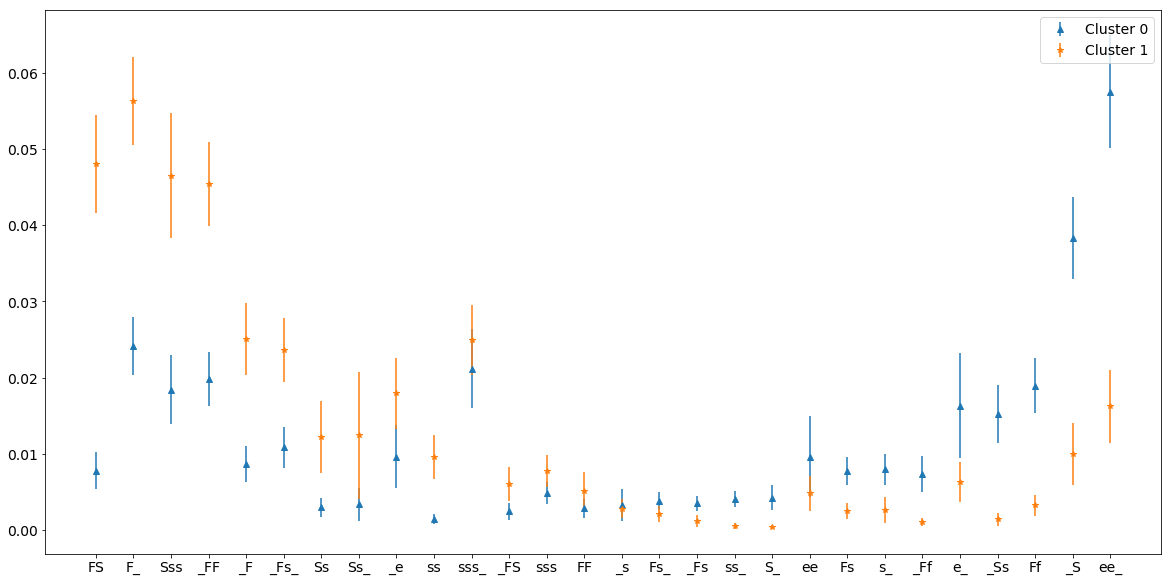 Cluster 0
Cluster 1
0.06
0.05
0.04
0.03
0.02
0.01
0.00
FS F_ Sss _FF _F _Fs_ Ss Ss_ _e ss sss_ _FS sss FF _s Fs_ _Fs ss_ S_ ee Fs s_ _Ff e_ _Ss Ff _S ee_